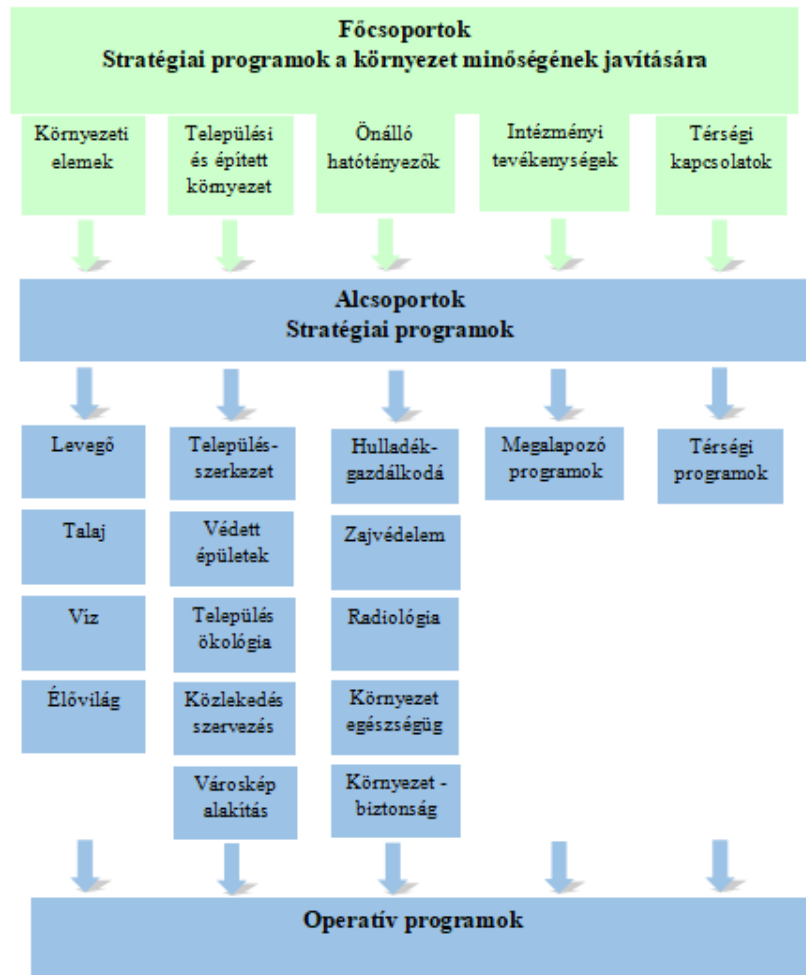 Főcsoportok
Stratégiai programok a környezet minőségének javítására
Környezeti
elemek
Települési
és épített
környezet
Önálló
hatótényezők
Intézményi
tevékenységek
Térségi
kapcsolatok
Alcsoportok
Stratégiai programok
Levegő
Talaj
Víz
Élővilág
Település-
szerkezet
Védett
épületek
Település
ökológia
Közlekedés
szervezés
Városkép
alakítás
Hulladék-
gazdálkodá
Zajvédelem
Radiológia
Környezet
egészségüg
Környezet -
biztonság
Megalapozó
programok
Térségi
programok
Operatív programok